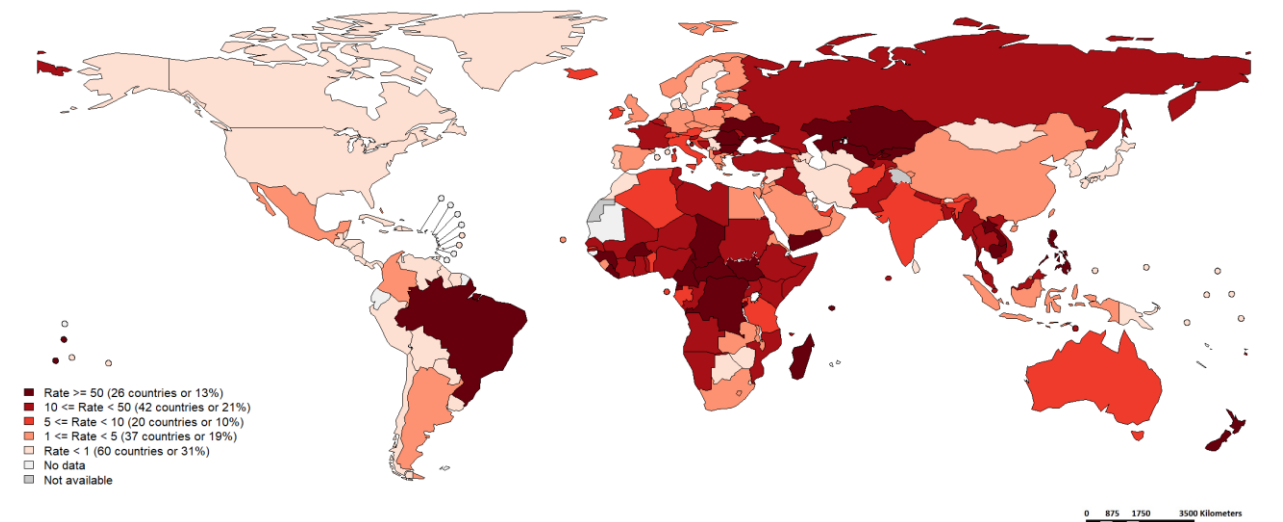 Rate >= 50 (26 countries or 13%)
10 <= Rate < 50 (42 countries or 21%)
5 <= Rate < 10 (20 countries or 10%)
1 <= Rate < 5 (37 countries or 19%)
Rate < 1 (60 countries or 31%)
No data
Not available
0 875 1750 3500 Kilometers